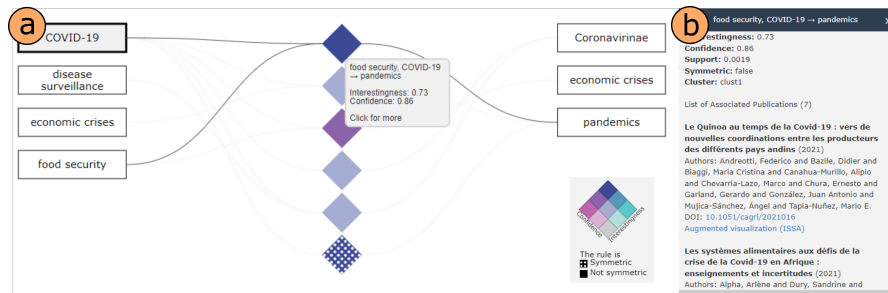 a
COVID-19
disease
surveillance
economic crises
food security
food security, COVID-19
→ pandemics
Interestingness: 0.73
Confidence: 0.86
Click for more
Coronavirinae
economic crises
pandemics
Confidence
Interestingness
The rule is
Symmetric
Not symmetric
b
food security, COVID-19 → pandemics
Interestingness: 0.73
Confidence: 0.86
Support: 0.0019
Symmetric: false
Cluster: clust1
List of Associated Publications (7)
Le Quinoa au temps de la Covid-19 : vers de
nouvelles coordinations entre les producteurs
des différents pays andins (2021)
Authors: Andreotti, Federico and Bazile, Didier and
Biaggi, Maria Cristina and Canahua-Murillo, Alipio
and Chevarria-Lazo, Marco and Chura, Ernesto and
Garland, Gerardo and González, Juan Antonio and
Mujica-Sánchez, Ángel and Tapia-Nuñez, Mario E.
DOI: 10.1051/cagri/2021016
Augmented visualization (ISSA)
Les systèmes alimentaires aux défis de la
crise de la Covid-19 en Afrique :
enseignements et incertitudes (2021)
Authors: Alpha, Arlène and Dury, Sandrine and